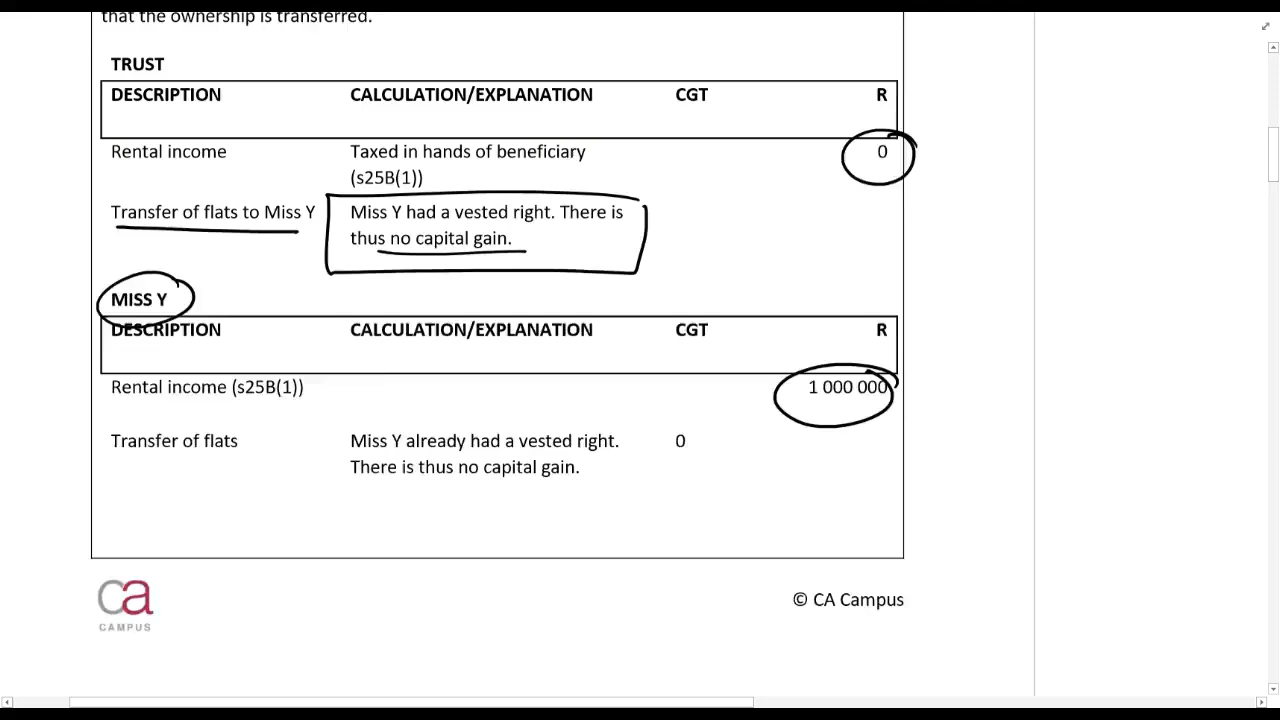 that the ownership is transferred.
TRUST
DESCRIPTION CALCULATION/EXPLANATION CGT R
Rental income Taxed in hands of beneficiary 0
(s25B(1))
Transfer of flats to Miss Y Miss Y had a vested right. There is
thus no capital gain.
MISS Y
DESCRIPTION CALCULATION/EXPLANATION CGT R
Rental income (s25B(1)) 1 000 000
Transfer of flats Miss Y already had a vested right. 0
There is thus no capital gain.
ca
CAMPUS
© CA Campus